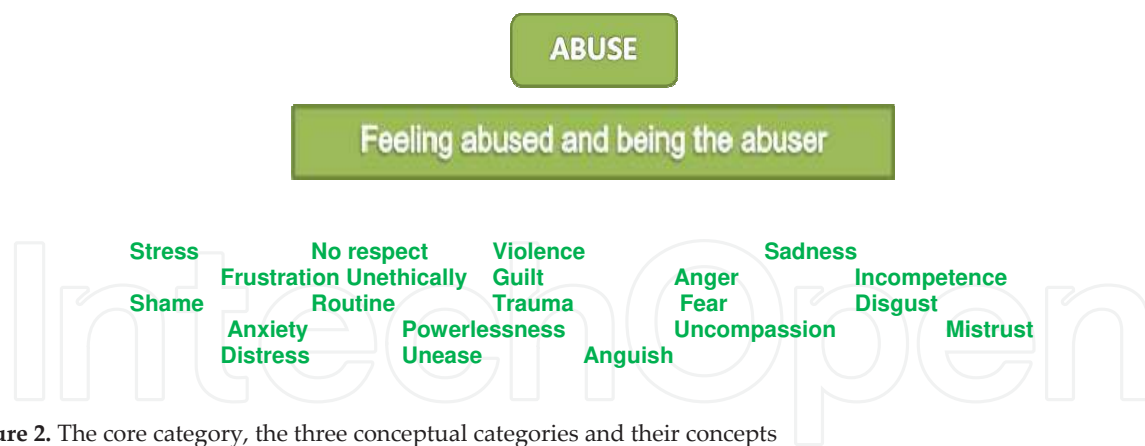 ABUSE
Feeling abused and being the abuser
Stress No respect Violence Sadness
Frustration Unethically Guilt Anger Incompetence
Shame Routine Trauma Fear Disgust
Anxiety Powerlessness Uncompassion Mistrust
Distress Unease Anguish
IntechOpen
ure 2. The core category, the three conceptual categories and their concepts